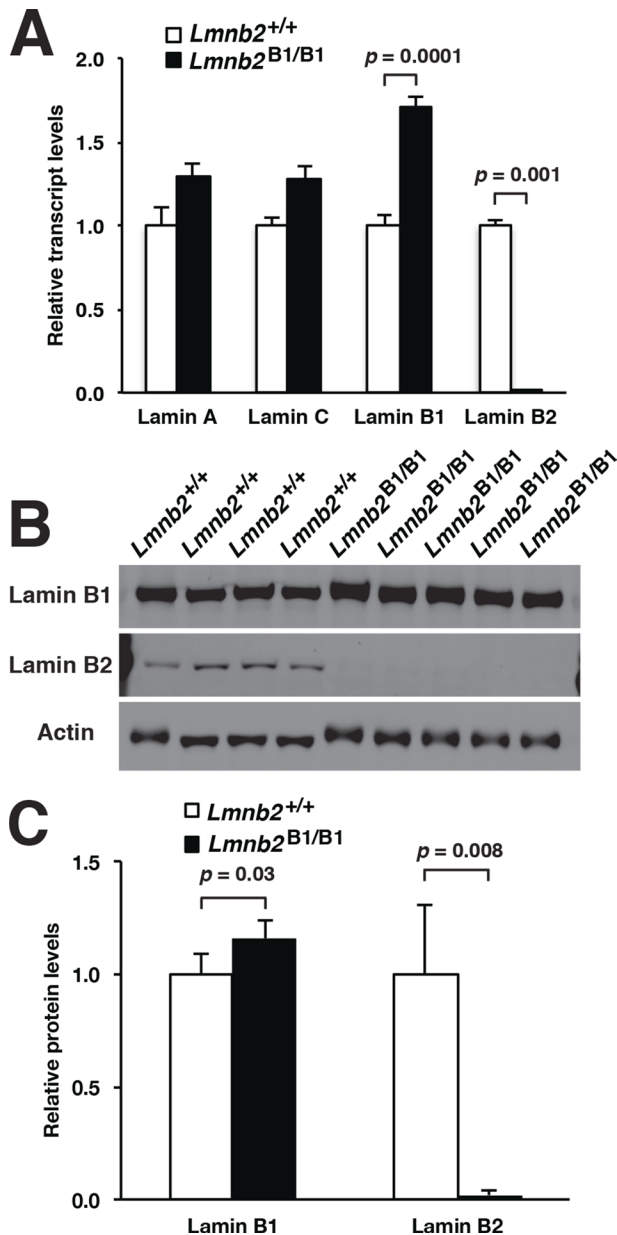 A
Lmnb2+/+
Lmnb2B1/B1
Relative transcript levels
2.0
1.5
1.0
0.5
0.0
p = 0.0001
p = 0.001
Lamin A Lamin C Lamin B1 Lamin B2
B
Lmnb2+/+ Lmnb2+/+ Lmnb2+/+ Lmnb2+/+ Lmnb2B1/B1 Lmnb2B1/B1 Lmnb2B1/B1 Lmnb2B1/B1 Lmnb2B1/B1
Lamin B1
Lamin B2
Actin
C
Lmnb2+/+
Lmnb2B1/B1
Relative protein levels
1.5
1.0
0.5
0.0
p = 0.03
p = 0.008
Lamin B1 Lamin B2